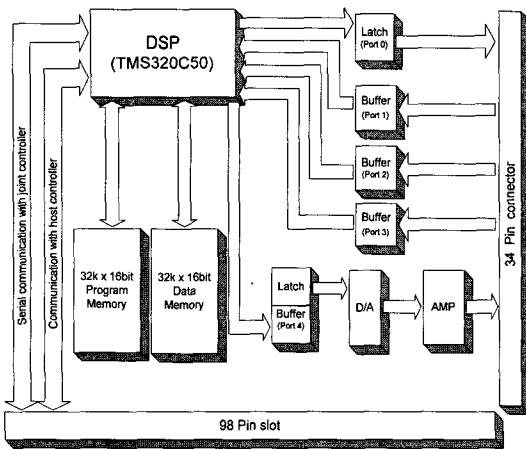 DSP
(TMS320C50)
Latch
(Port 0)
Buffer
(Port 1)
Buffer
(Port 2)
Buffer
(Port 3)
34 Pin connector
Serial communication with joint controller
Communication with host controller
32k x 16bit
Program
Memory
32k x 16bit
Data
Memory
Latch
Buffer
(Port 4)
D/A
AMP
98 Pin slot